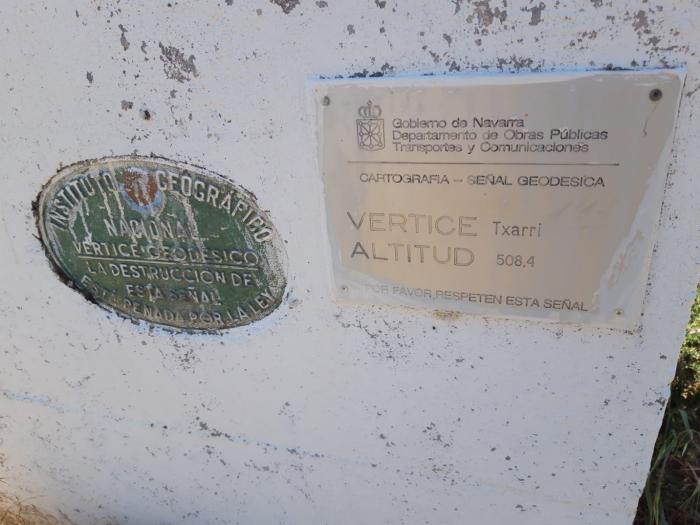 INSTITUTO GEOGRÁFICO
NACIONAL
VERTICE GEODESICO
LA DESTRUCCION DE
ESTA SEÑAL
ESTA PENADA POR LA LEY
Gobierno de Navarra
Departamento de Obras Públicas
Transportes y Comunicaciones
CARTOGRAFIA - SEÑAL GEODESICA
VERTICE Txarri
ALTITUD 508,4
POR FAVOR, RESPETEN ESTA SEÑAL